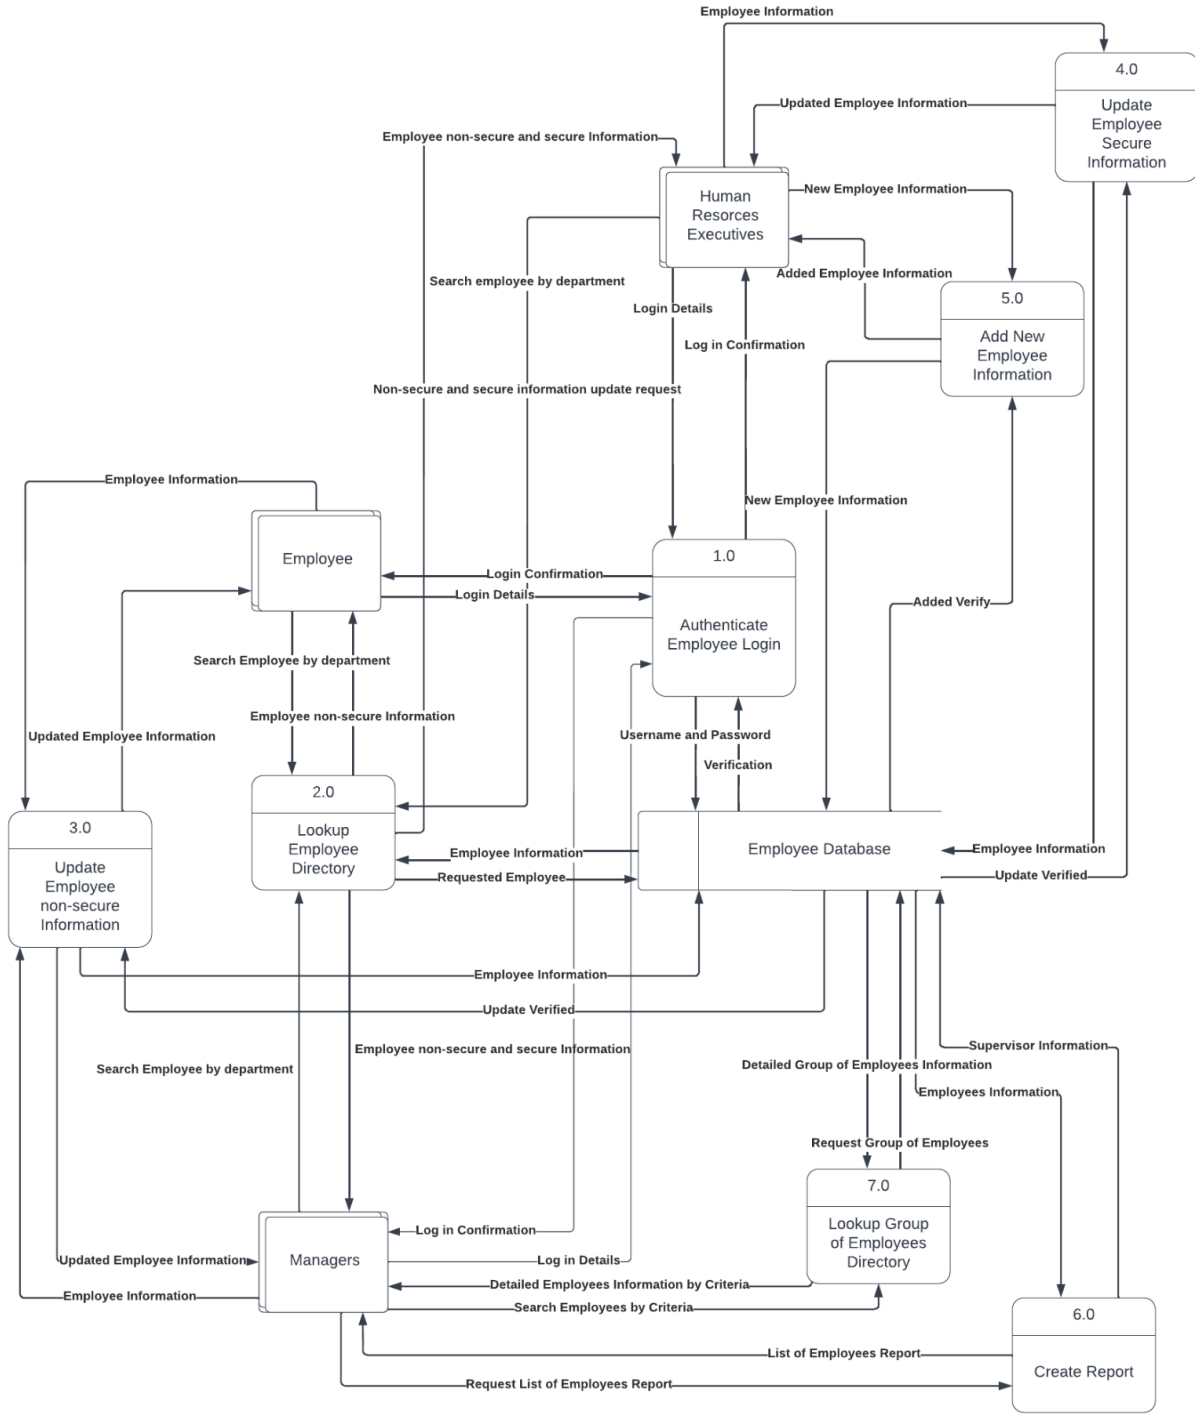 Employee Information
4.0
Update
Employee
Secure
Information
Updated Employee Information
Employee non-secure and secure Information
Human
Resorces
Executives
New Employee Information
Added Employee Information
Search employee by department
5.0
Add New
Employee
Information
Login Details
Log in Confirmation
Non-secure and secure information update request
Employee Information
New Employee Information
Employee
1.0
Authenticate
Employee Login
Login Confirmation
Login Details
Added Verify
Search Employee by department
Employee non-secure Information
Updated Employee Information
Username and Password
Verification
2.0
Lookup
Employee
Directory
3.0
Update
Employee
non-secure
Information
Employee Information
Requested Employee
Employee Database
Employee Information
Update Verified
Employee Information
Update Verified
Employee non-secure and secure Information
Search Employee by department
Supervisor Information
Detailed Group of Employees Information
Employees Information
Request Group of Employees
7.0
Lookup Group
of Employees
Directory
Managers
Log in Confirmation
Log in Details
Updated Employee Information
Employee Information
Detailed Employees Information by Criteria
Search Employees by Criteria
6.0
Create Report
List of Employees Report
Request List of Employees Report